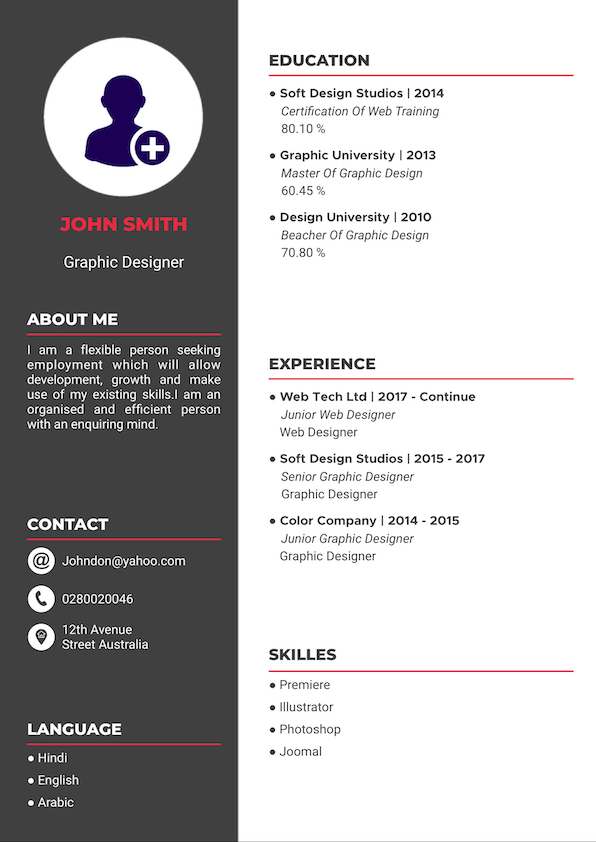 JOHN SMITH
Graphic Designer
ABOUT ME
I am a flexible person seeking
employment which will allow
development, growth and make
use of my existing skills.I am an
organised and efficient person
with an enquiring mind.
CONTACT
Johndon@yahoo.com
0280020046
12th Avenue
Street Australia
LANGUAGE
● Hindi
● English
● Arabic
EDUCATION
● Soft Design Studios | 2014
Certification Of Web Training
80.10 %
● Graphic University | 2013
Master Of Graphic Design
60.45 %
● Design University | 2010
Beacher Of Graphic Design
70.80 %
EXPERIENCE
● Web Tech Ltd | 2017 - Continue
Junior Web Designer
Web Designer
● Soft Design Studios | 2015 - 2017
Senior Graphic Designer
Graphic Designer
● Color Company | 2014 - 2015
Junior Graphic Designer
Graphic Designer
SKILLES
● Premiere
● Illustrator
● Photoshop
● Joomal